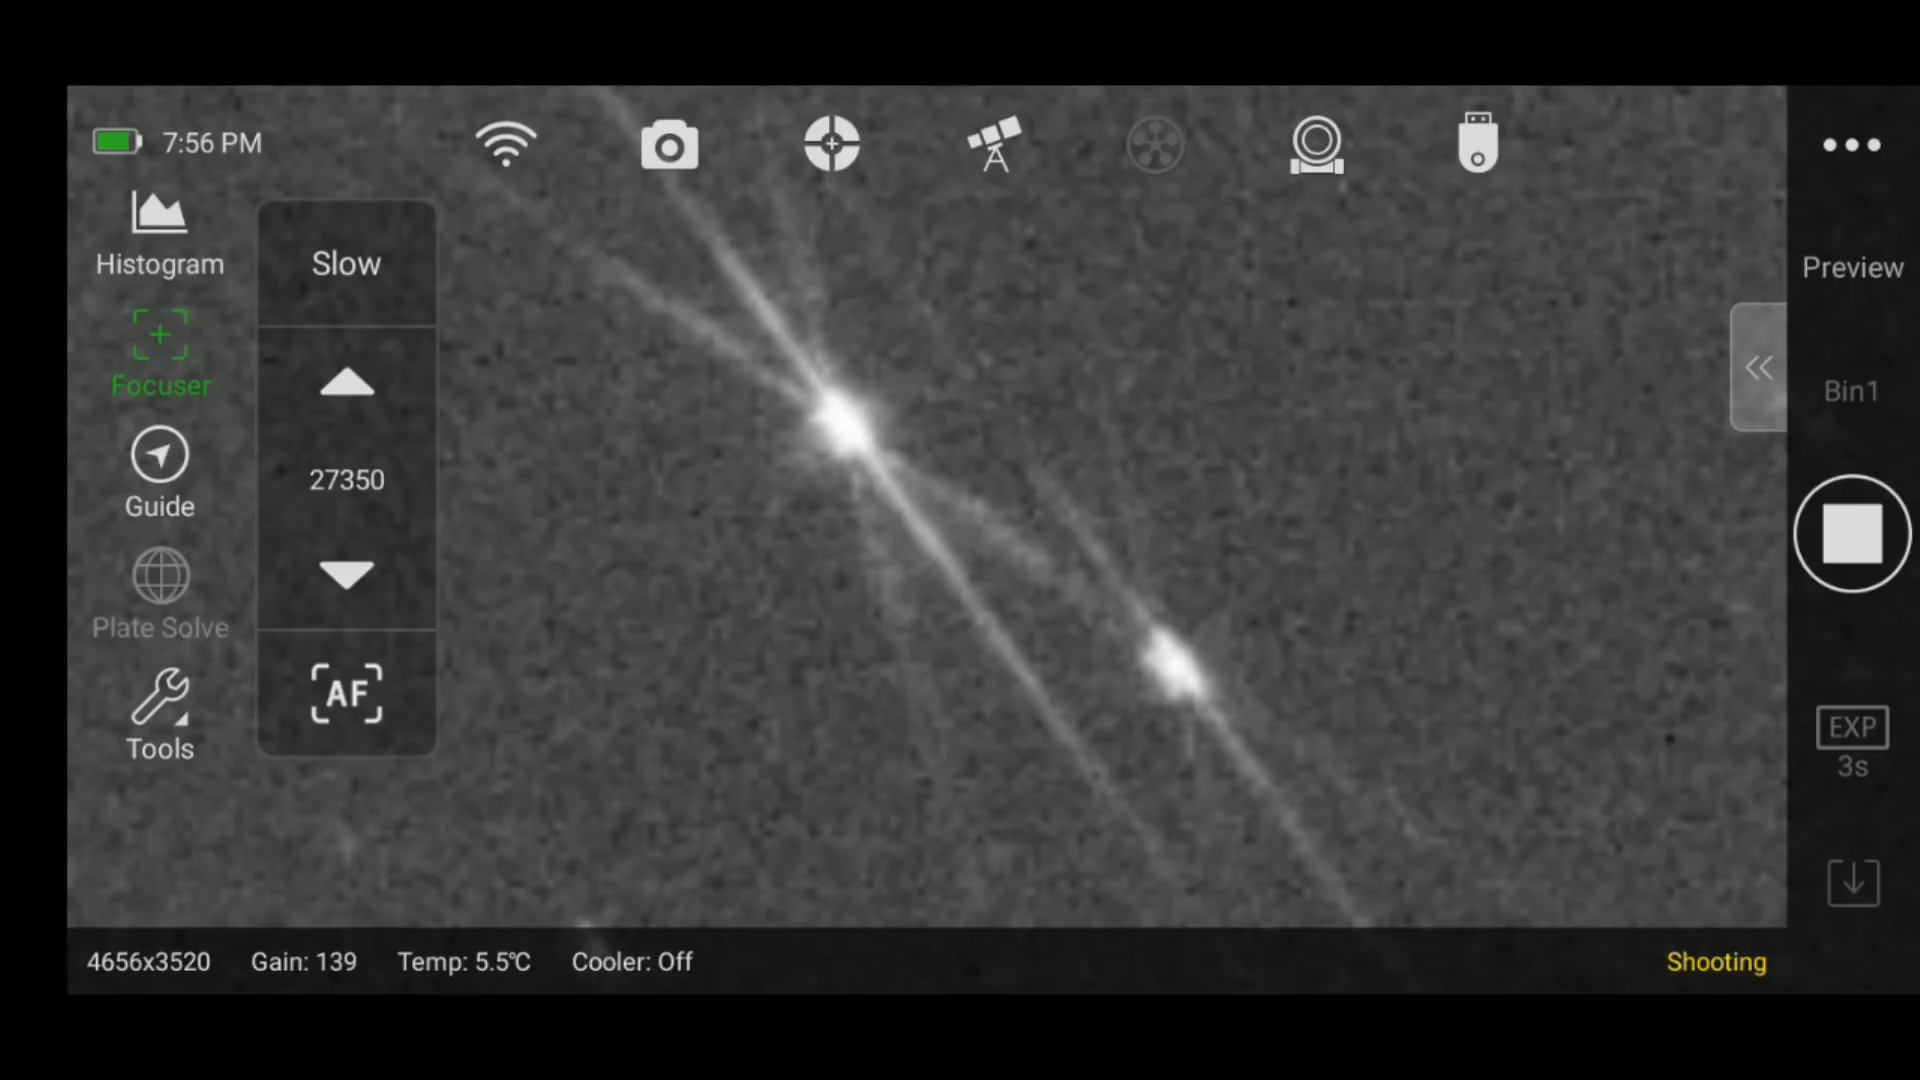 7:56 PM
Histogram
Focuser
Guide
Plate Solve
Tools
Slow
27350
AF
Preview
Bin1
EXP
3s
4656x3520 Gain: 139 Temp: 5.5℃ Cooler: Off Shooting